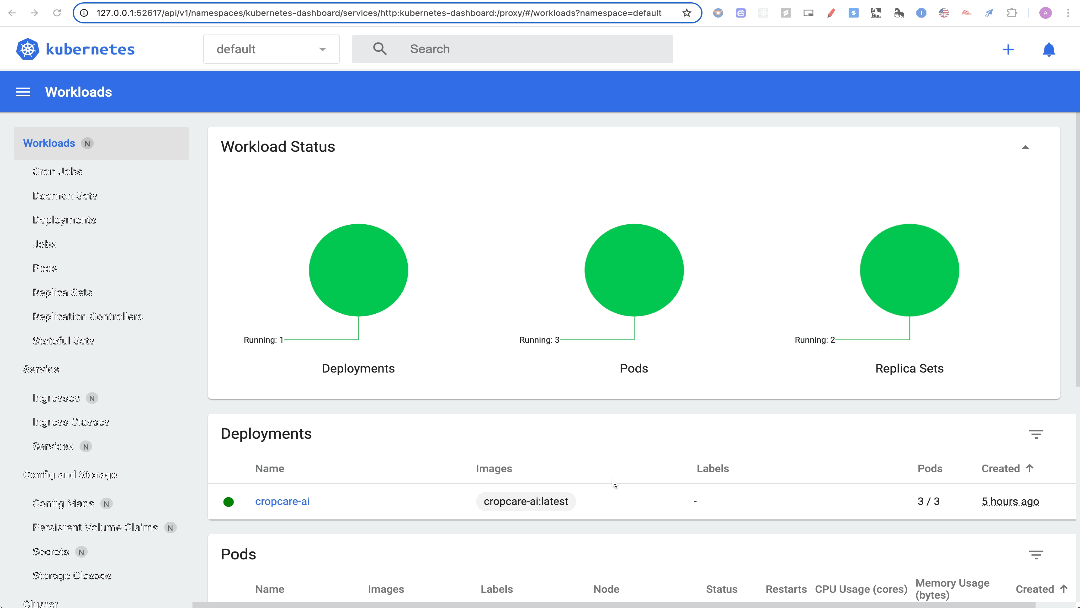 127.0.0.1:52617/api/v1/namespaces/kubernetes-dashboard/services/http:kubernetes-dashboard:/proxy/#/workloads?namespace=default
kubernetes
default
Search
Workloads
Workloads N
Cron Jobs
Daemon Sets
Deployments
Jobs
Pods
Replica Sets
Replication Controllers
Stateful Sets
Service
Ingresses N
Ingress Classes
Services N
Config and Storage
Config Maps N
Persistent Volume Claims N
Secrets N
Storage Classes
Cluster
Workload Status
Running: 1
Running: 3
Running: 2
Deployments
Pods
Replica Sets
Deployments
Name Images Labels Pods Created
cropcare-ai cropcare-ai:latest - 3 / 3 5 hours ago
Pods
Name Images Labels Node Status Restarts CPU Usage (cores) Memory Usage (bytes) Created